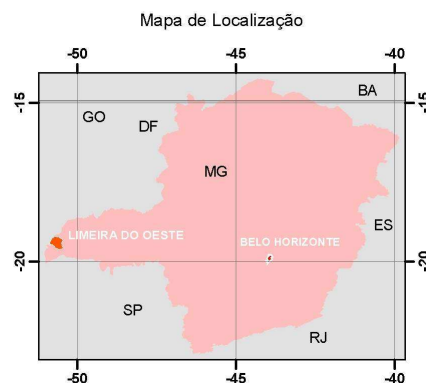 Mapa de Localização
-50 -45 -40
BA
-15 -15
GO
DF
MG
ES
LIMEIRA DO OESTE
BELO HORIZONTE
-20 -20
SP
RJ
-50 -45 -40